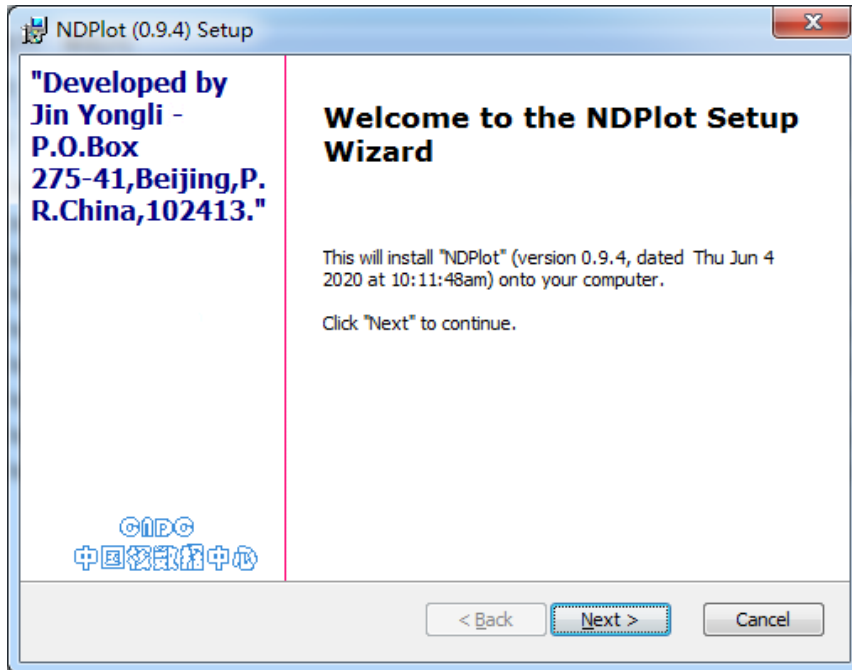 NDPlot (0.9.4) Setup
"Developed by
Jin Yongli -
P.O.Box
275-41,Beijing,P.
R.China,102413."
Welcome to the NDPlot Setup
Wizard
This will install "NDPlot" (version 0.9.4, dated Thu Jun 4
2020 at 10:11:48am) onto your computer.
Click "Next" to continue.
中国核数据中心
< Back
Next >
Cancel